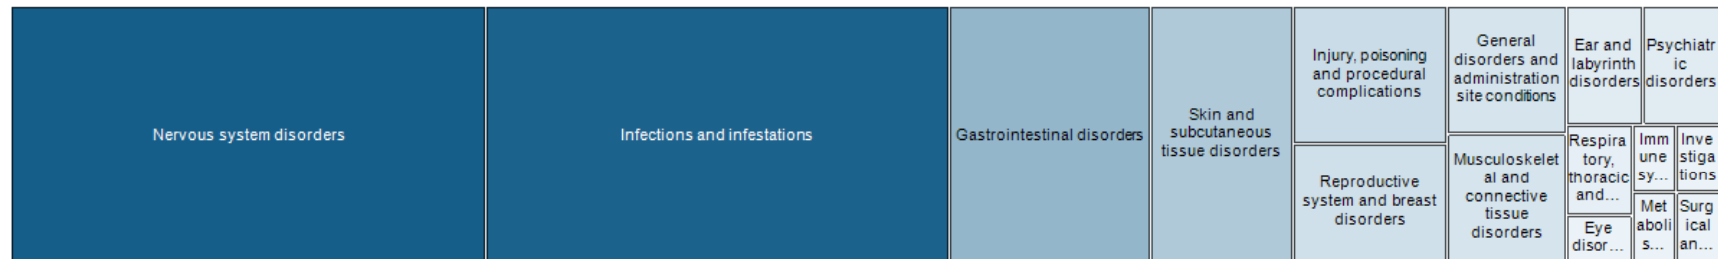 Nervous system disorders
Infections and infestations
Gastrointestinal disorders
Skin and
subcutaneous
tissue disorders
Injury, poisoning
and procedural
complications
Reproductive
system and breast
disorders
General
disorders and
administration
site conditions
Musculoskelet
al and
connective
tissue
disorders
Ear and
labyrinth
disorders
Psychiatr
ic
disorders
Respira
tory,
thoracic
and...
Eye
disor...
Imm
une
sy...
Inve
stiga
tions
Met
aboli
s...
Surg
ical
an...